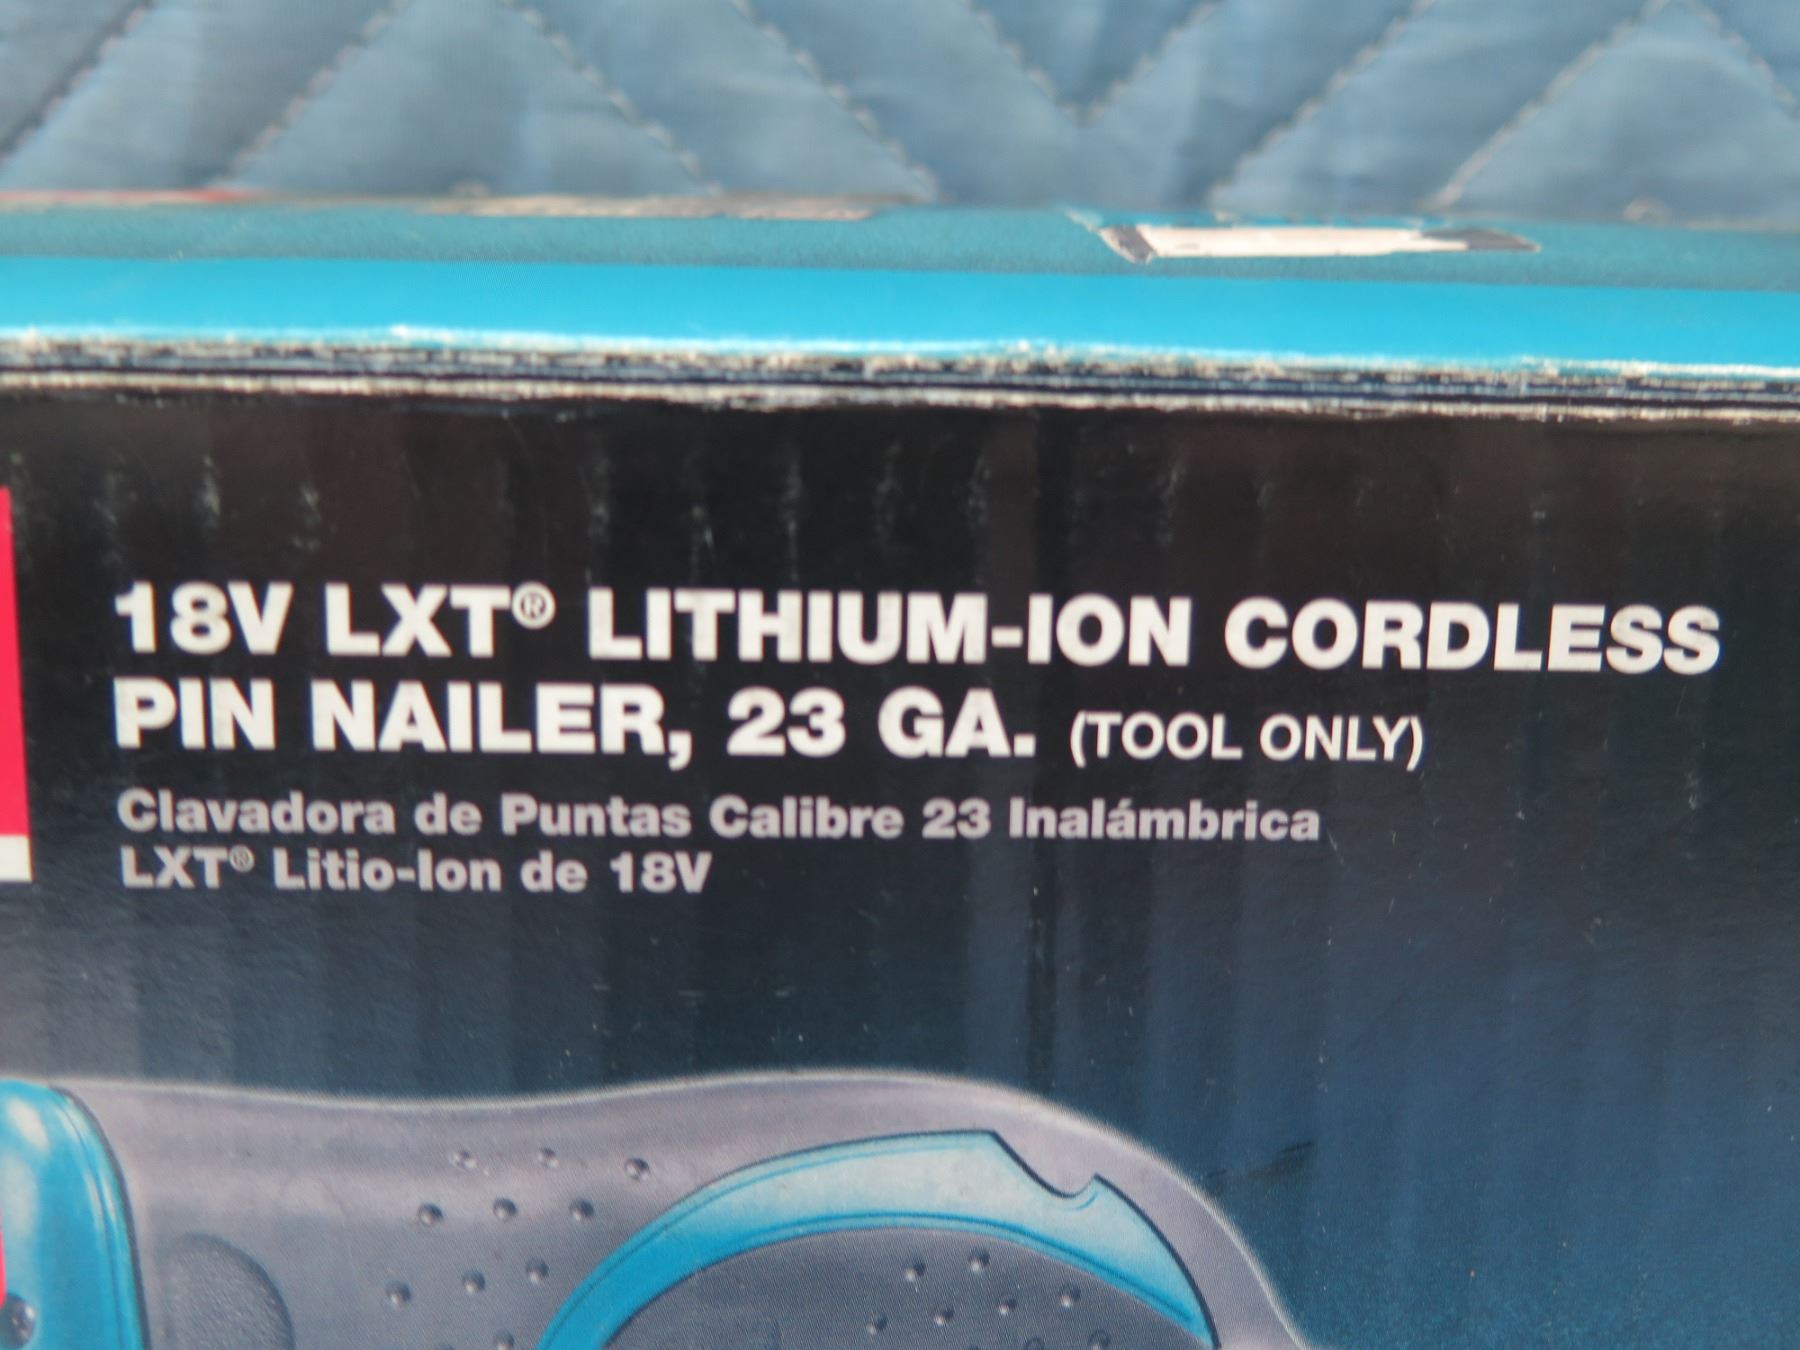 18V LXT® LITHIUM-ION CORDLESS
PIN NAILER, 23 GA. (TOOL ONLY)
Clavadora de Puntas Calibre 23 Inalámbrica
LXT® Litio-Ion de 18V